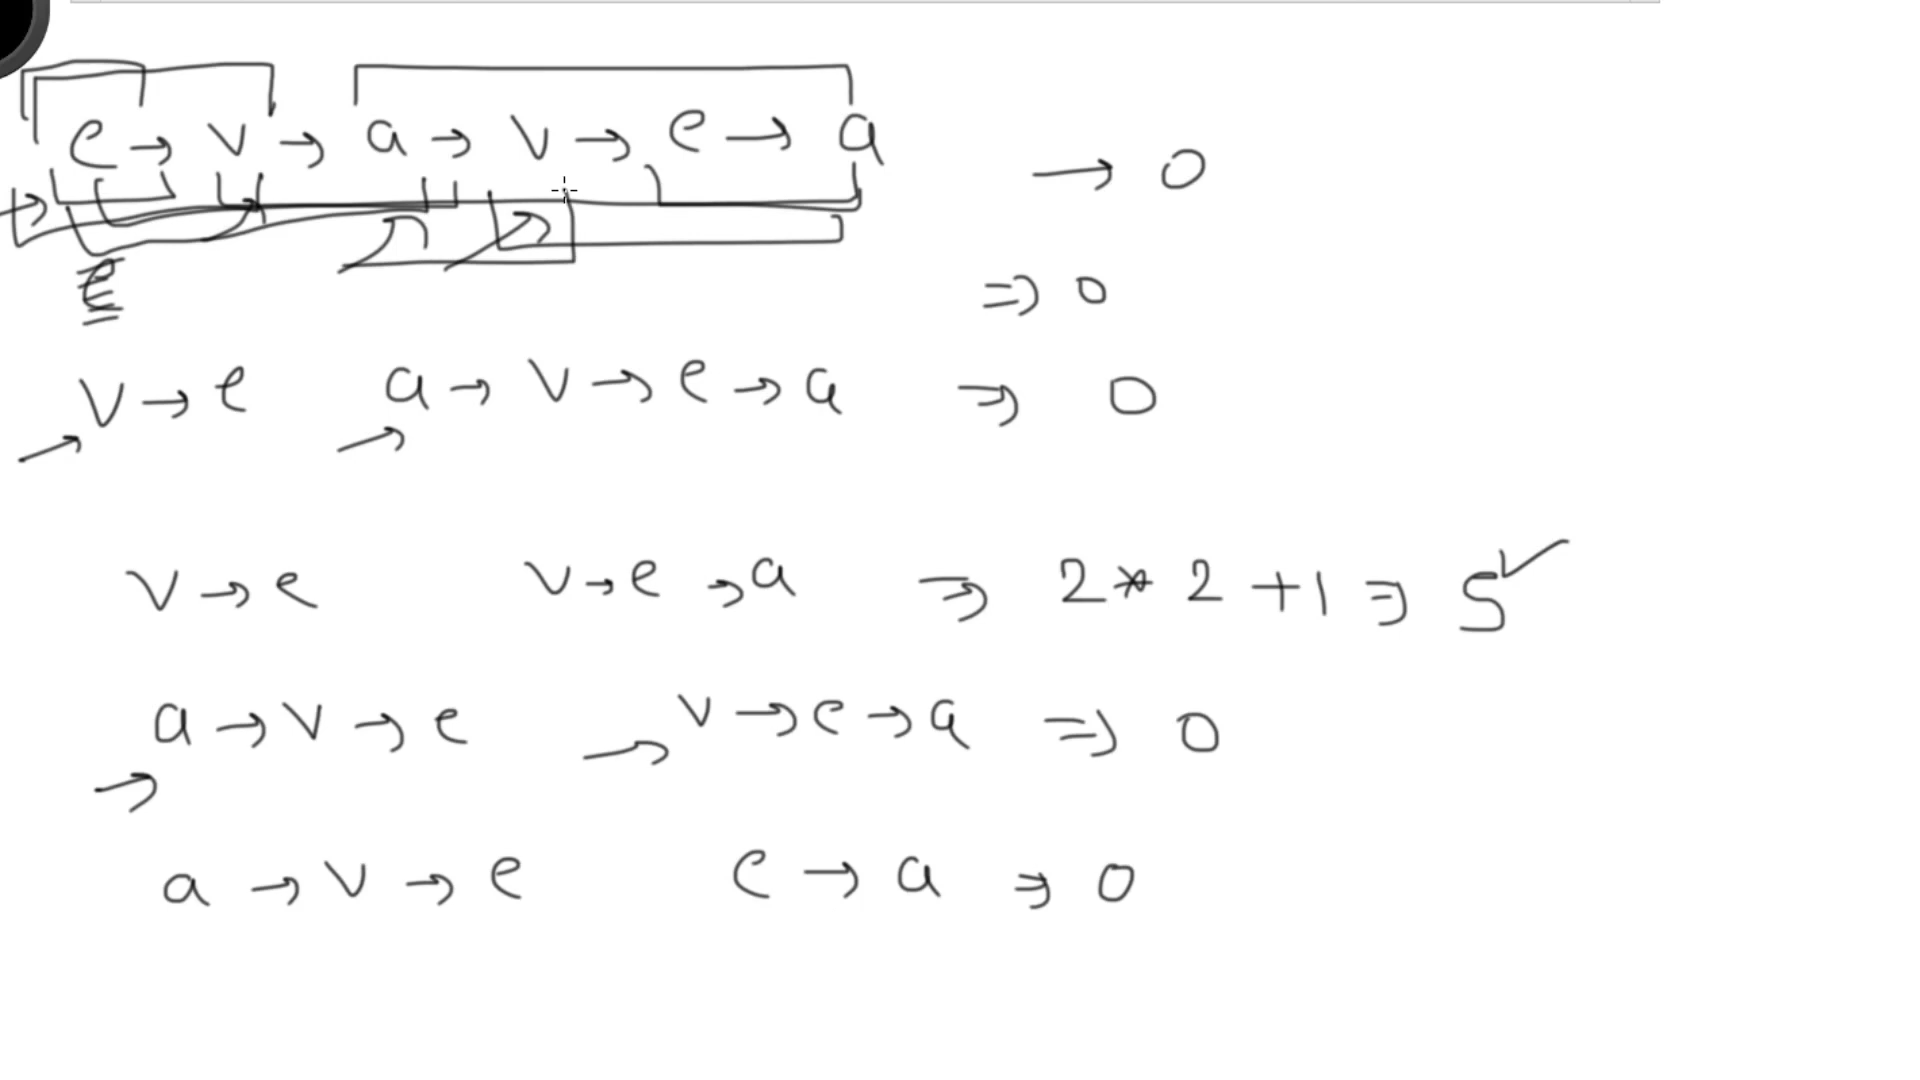 e → v → a → v → e → a → 0
e ⇒ 0
v → e a → v → e → a ⇒ 0
v → e v → e → a ⇒ 2 * 2 + 1 ⇒ 5 ✓
a → v → e v → e → a ⇒ 0
a → v → e e → a ⇒ 0